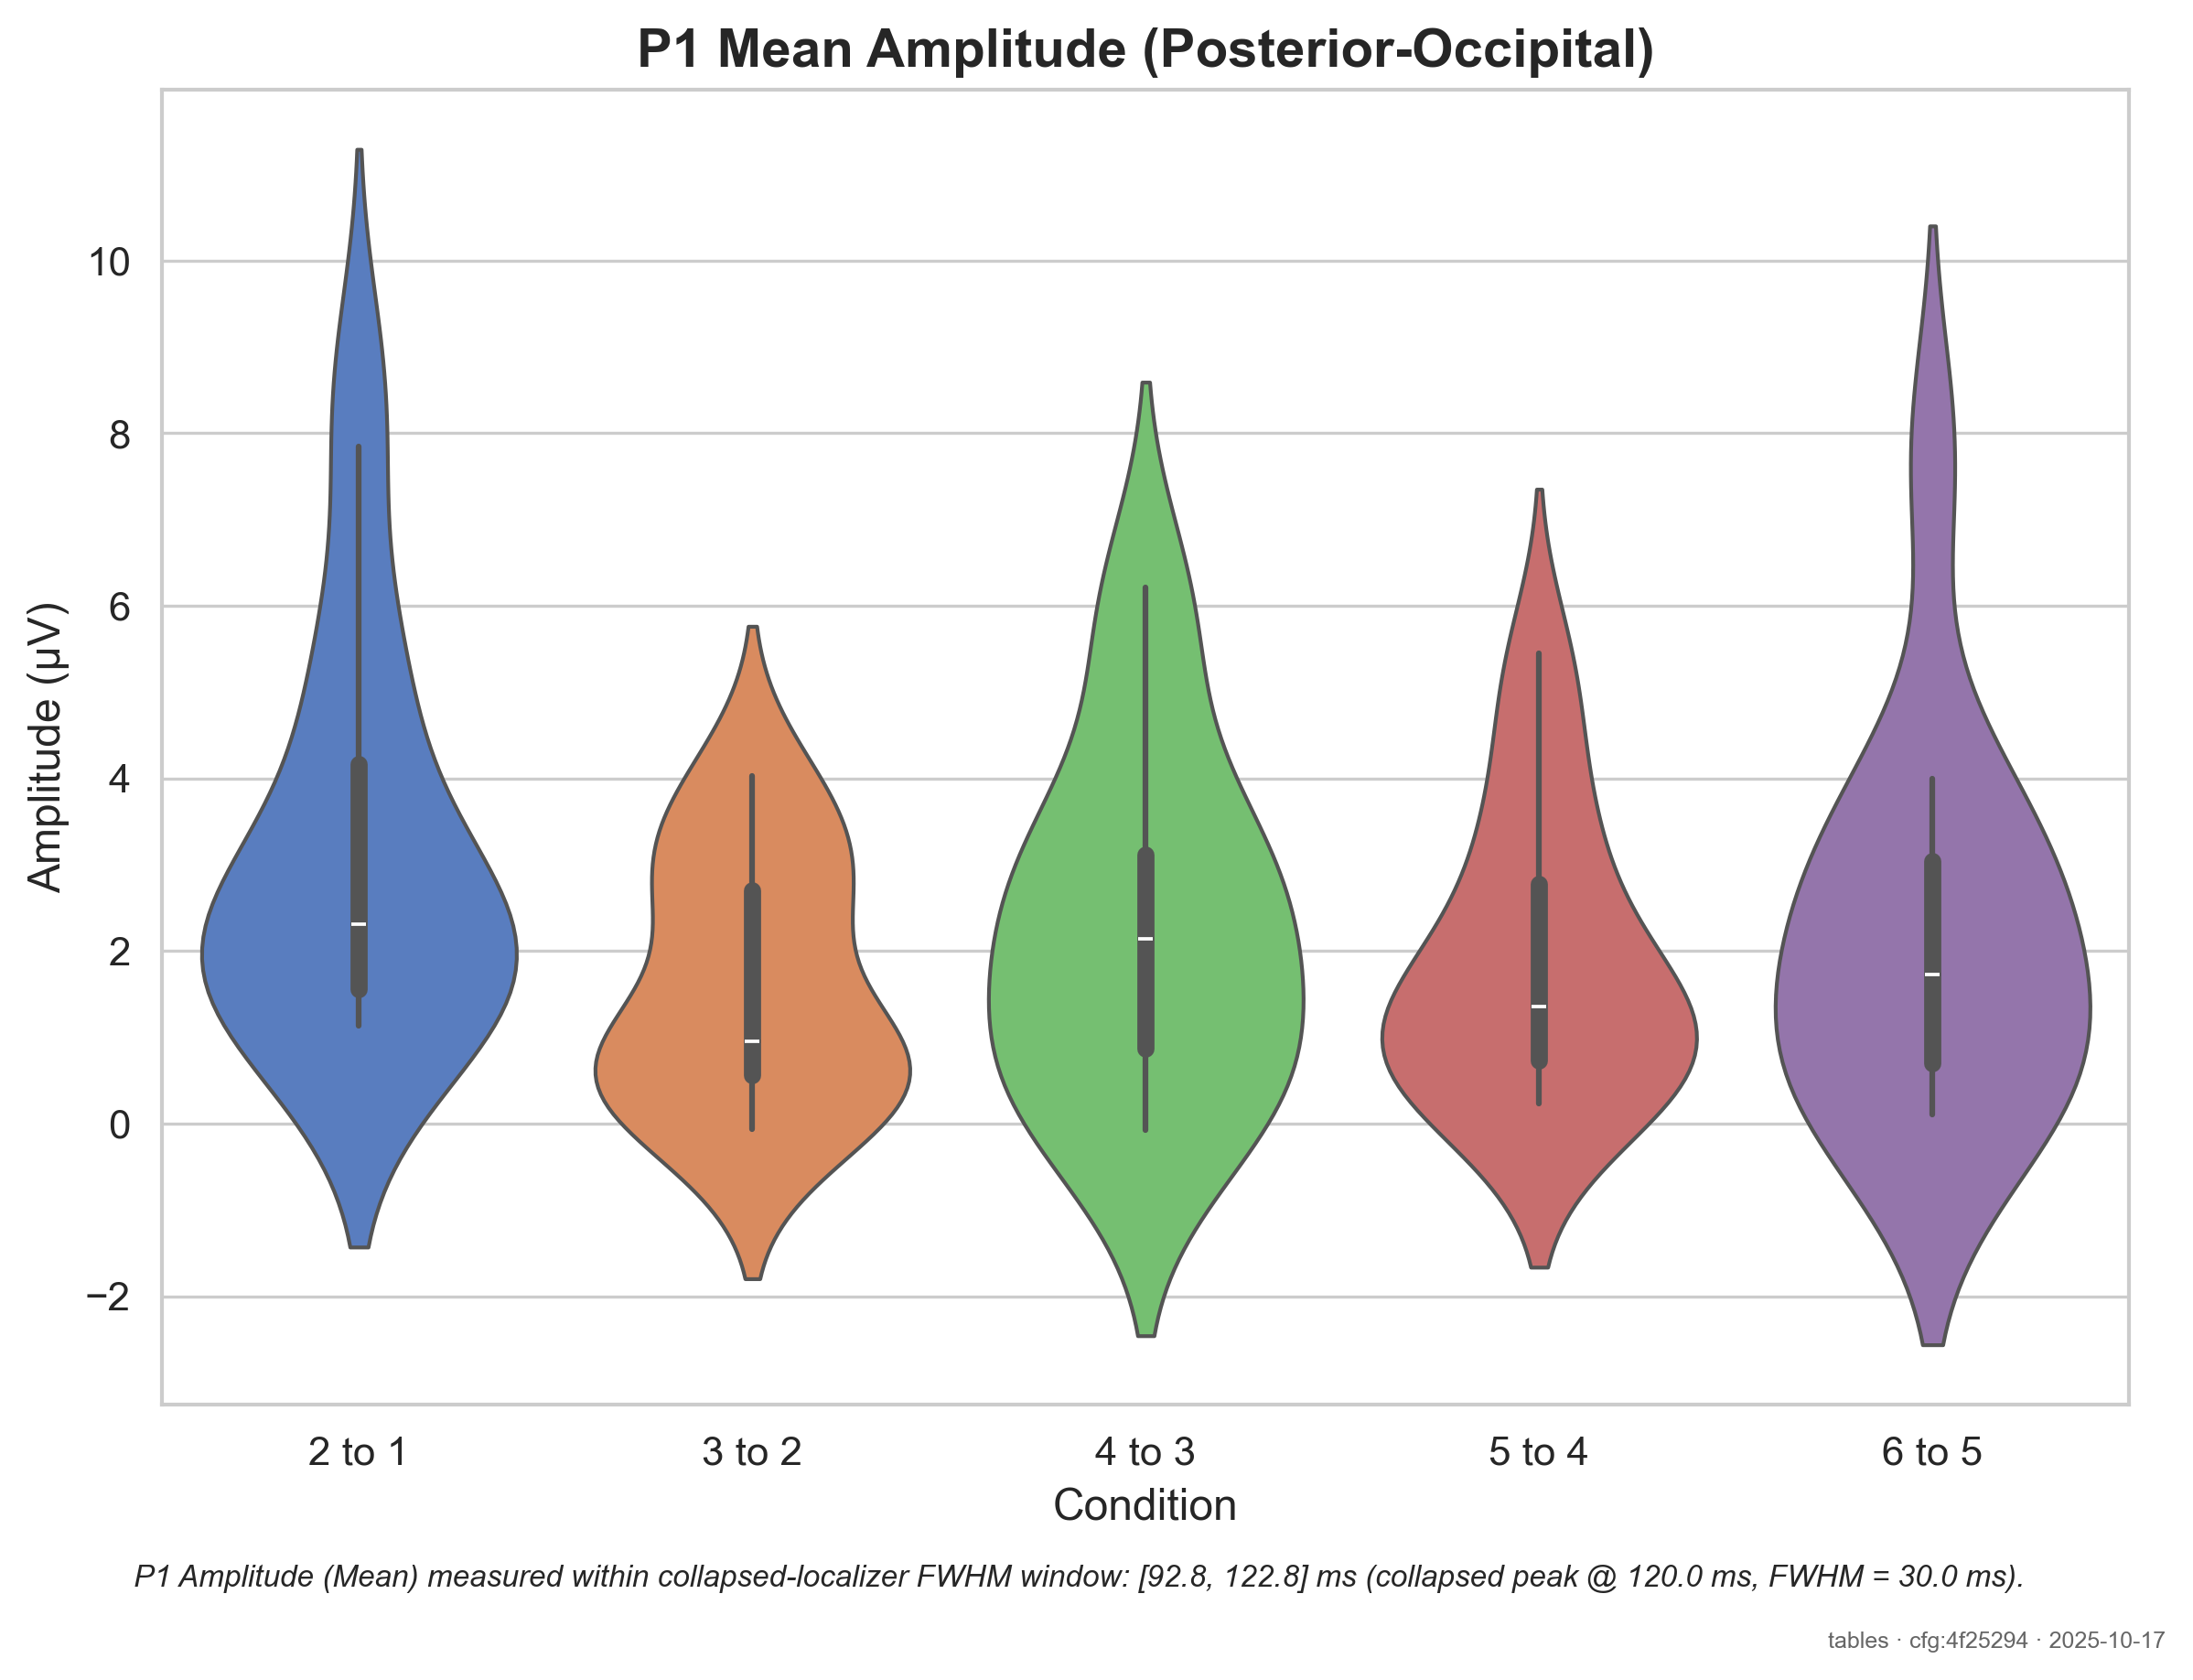 P1 Mean Amplitude (Posterior-Occipital)
Amplitude (µV)
10
8
6
4
2
0
−2
2 to 1
3 to 2
4 to 3
5 to 4
6 to 5
Condition
P1 Amplitude (Mean) measured within collapsed-localizer FWHM window: [92.8, 122.8] ms (collapsed peak @ 120.0 ms, FWHM = 30.0 ms).
tables · cfg:4f25294 · 2025-10-17